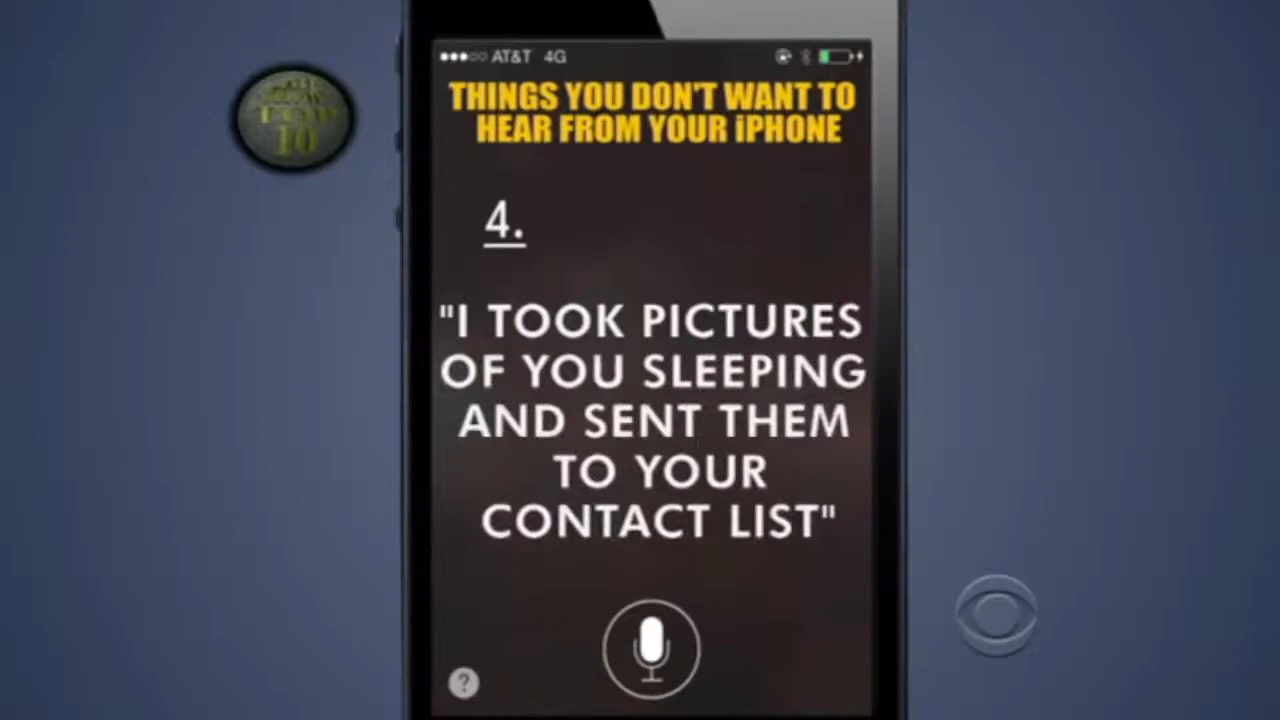 AT&T 4G
THINGS YOU DON'T WANT TO
HEAR FROM YOUR iPHONE
4.
"I TOOK PICTURES
OF YOU SLEEPING
AND SENT THEM
TO YOUR
CONTACT LIST"
?
10